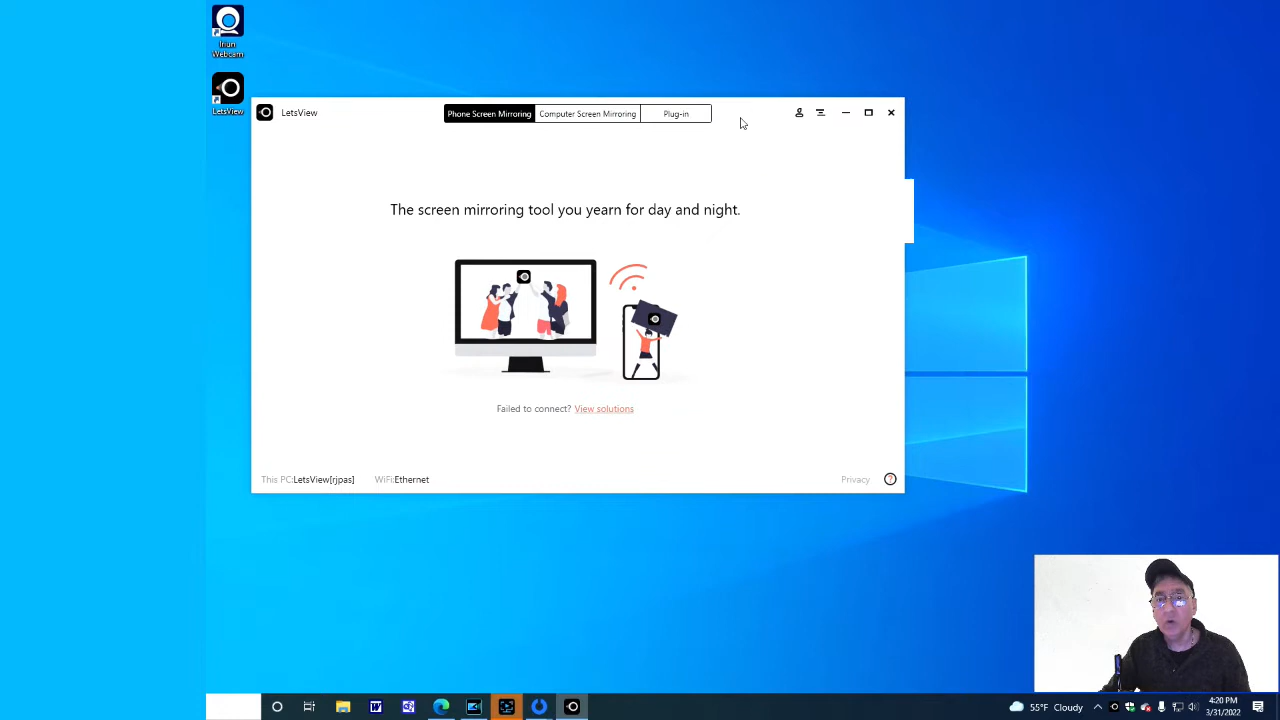 Iriun
Webcam
LetsView
LetsView
Phone Screen Mirroring
Computer Screen Mirroring
Plug-in
The screen mirroring tool you yearn for day and night.
Failed to connect? View solutions
This PC:LetsView[rjpas]
WiFi:Ethernet
Privacy
?
55°F Cloudy
4:20 PM
3/31/2022